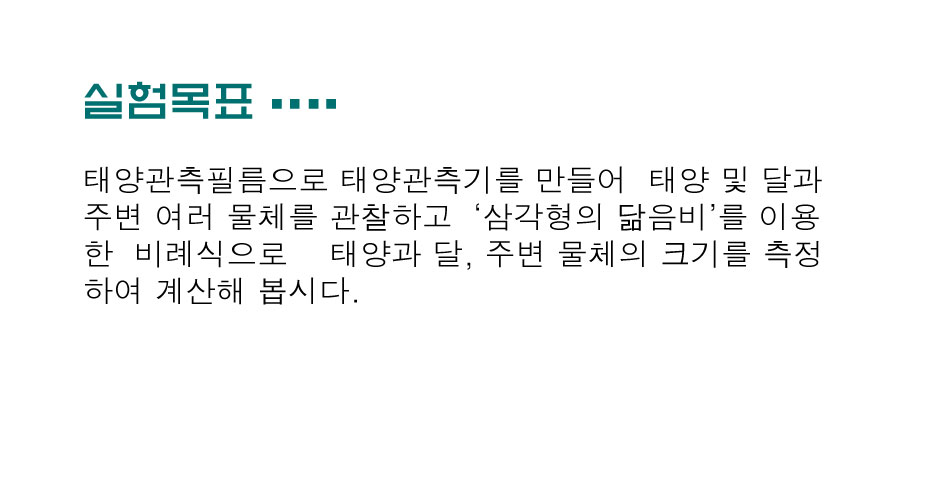 실험목표 ▪▪▪▪
태양관측필름으로 태양관측기를 만들어 태양 및 달과
주변 여러 물체를 관찰하고 ‘삼각형의 닮음비’를 이용
한 비례식으로 태양과 달, 주변 물체의 크기를 측정
하여 계산해 봅시다.